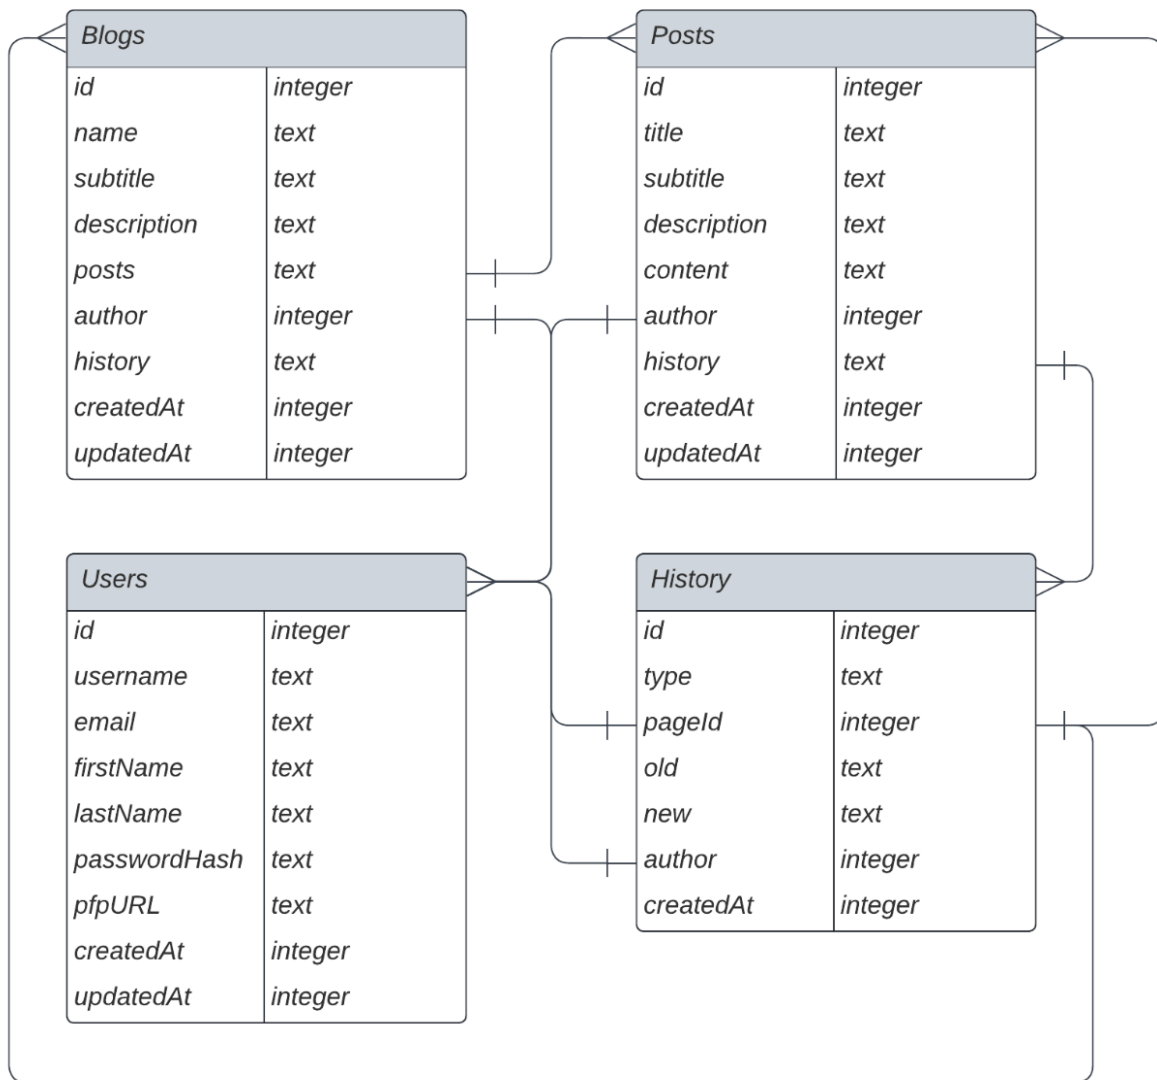 Blogs
id integer
name text
subtitle text
description text
posts text
author integer
history text
createdAt integer
updatedAt integer
Posts
id integer
title text
subtitle text
description text
content text
author integer
history text
createdAt integer
updatedAt integer
Users
id integer
username text
email text
firstName text
lastName text
passwordHash text
pfpURL text
createdAt integer
updatedAt integer
History
id integer
type text
pageId integer
old text
new text
author integer
createdAt integer